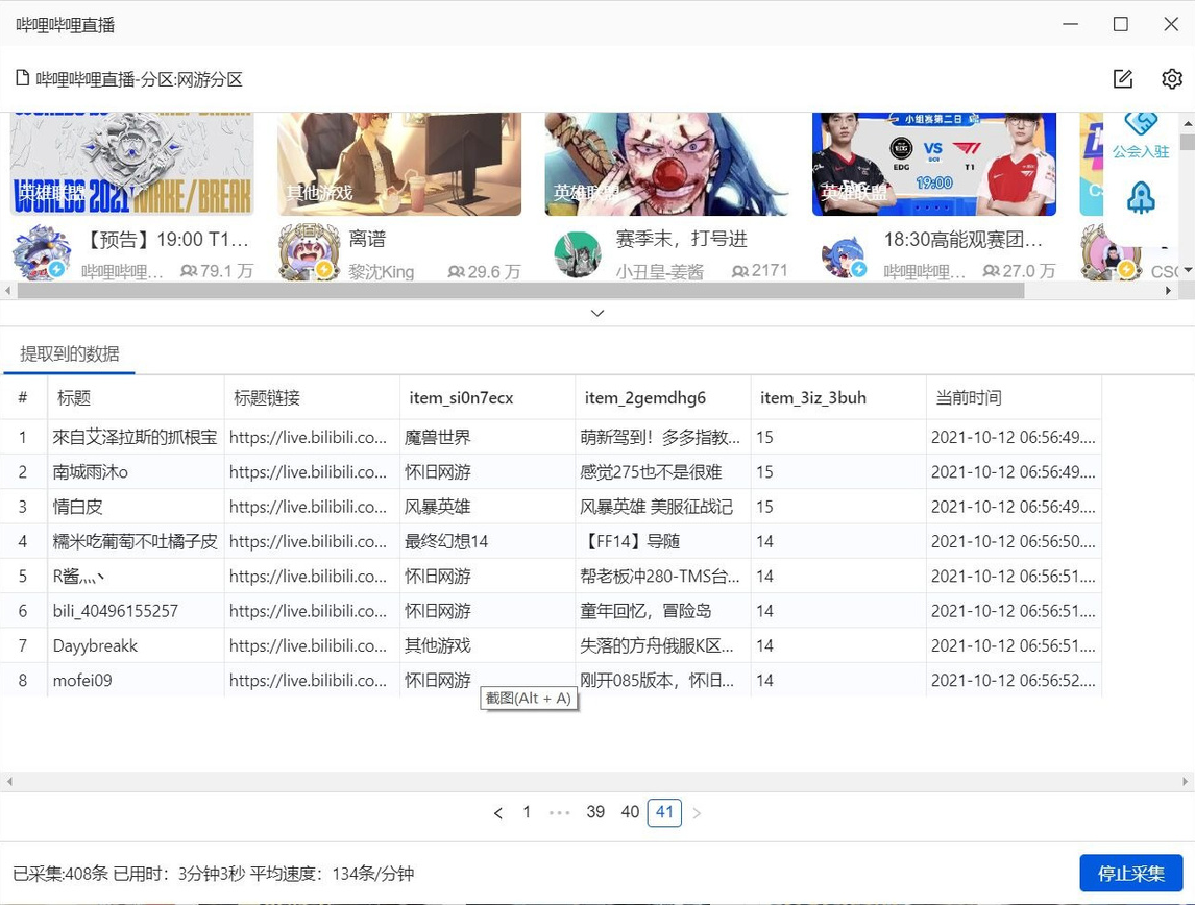 哔哩哔哩直播
哔哩哔哩直播-分区:网游分区
WORLDS 2021 MAKE/BREAK
英雄联盟
其他游戏
英雄联盟
小组赛第二日
EDG VS T1
19:00
英雄联盟
公会入驻
【预告】19:00 T1...
哔哩哔哩... 79.1 万
离谱
黎沈King 29.6 万
赛季末，打号进
小丑皇-姜酱 2171
18:30高能观赛团...
哔哩哔哩... 27.0 万
提取到的数据
# 标题 标题链接 item_si0n7ecx item_2gemdhg6 item_3iz_3buh 当前时间
1 來自艾泽拉斯的抓根宝 https://live.bilibili.co... 魔兽世界 萌新驾到！多多指教... 15 2021-10-12 06:56:49....
2 南城雨沐o https://live.bilibili.co... 怀旧网游 感觉275也不是很难 15 2021-10-12 06:56:49....
3 情白皮 https://live.bilibili.co... 风暴英雄 风暴英雄 美服征战记 15 2021-10-12 06:56:49....
4 糯米吃葡萄不吐橘子皮 https://live.bilibili.co... 最终幻想14 【FF14】导随 14 2021-10-12 06:56:50....
5 R酱灬丶 https://live.bilibili.co... 怀旧网游 帮老板冲280-TMS台... 14 2021-10-12 06:56:51....
6 bili_40496155257 https://live.bilibili.co... 怀旧网游 童年回忆，冒险岛 14 2021-10-12 06:56:51....
7 Dayybreakk https://live.bilibili.co... 其他游戏 失落的方舟俄服K区... 14 2021-10-12 06:56:51....
8 mofei09 https://live.bilibili.co... 怀旧网游 刚开085版本，怀旧... 14 2021-10-12 06:56:52....
截图(Alt + A)
< 1 ••• 39 40 41 >
已采集:408条 已用时：3分钟3秒 平均速度：134条/分钟
停止采集